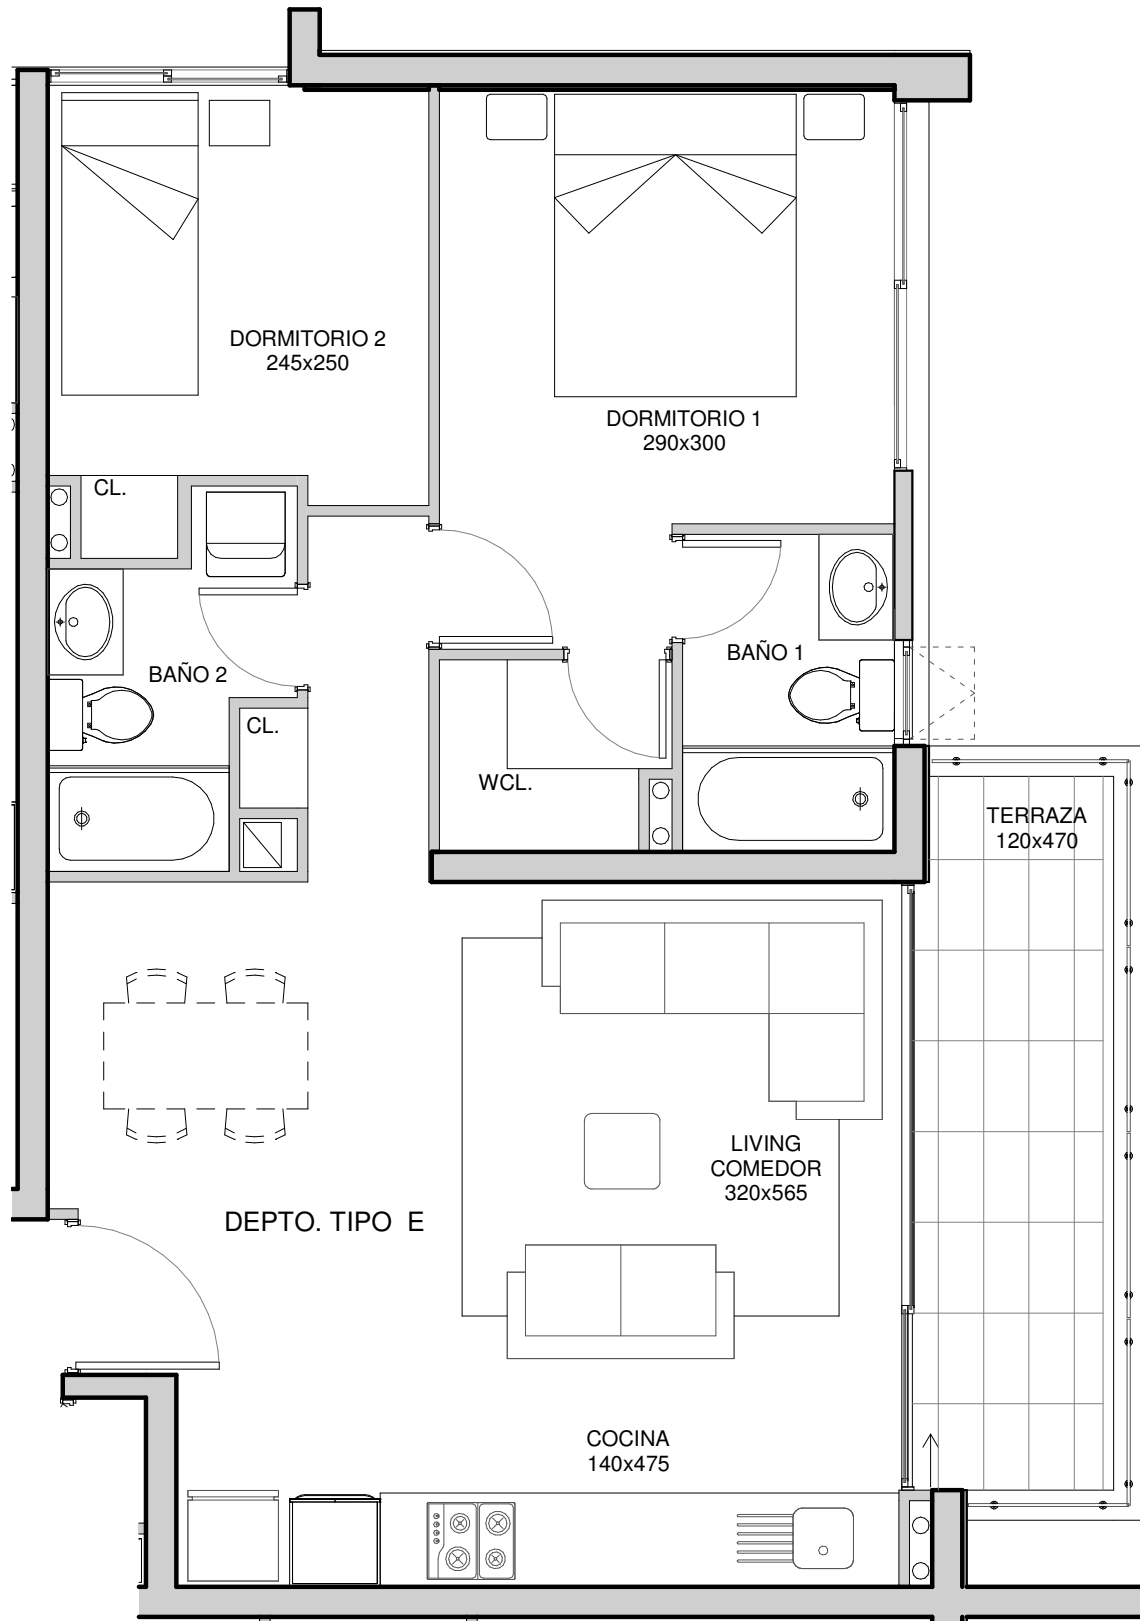 DORMITORIO 2
245x250
DORMITORIO 1
290x300
CL.
BAÑO 2
BAÑO 1
CL.
WCL.
TERRAZA
120x470
LIVING
COMEDOR
320x565
DEPTO. TIPO E
COCINA
140x475